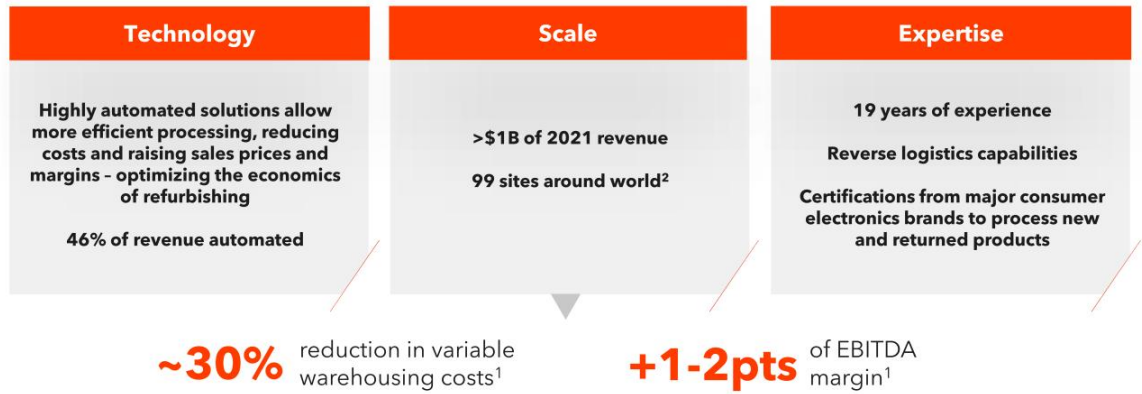 Technology
Highly automated solutions allow
more efficient processing, reducing
costs and raising sales prices and
margins – optimizing the economics
of refurbishing
46% of revenue automated
Scale
>$1B of 2021 revenue
99 sites around world²
Expertise
19 years of experience
Reverse logistics capabilities
Certifications from major consumer
electronics brands to process new
and returned products
~30%
reduction in variable
warehousing costs¹
+1-2pts
of EBITDA
margin¹